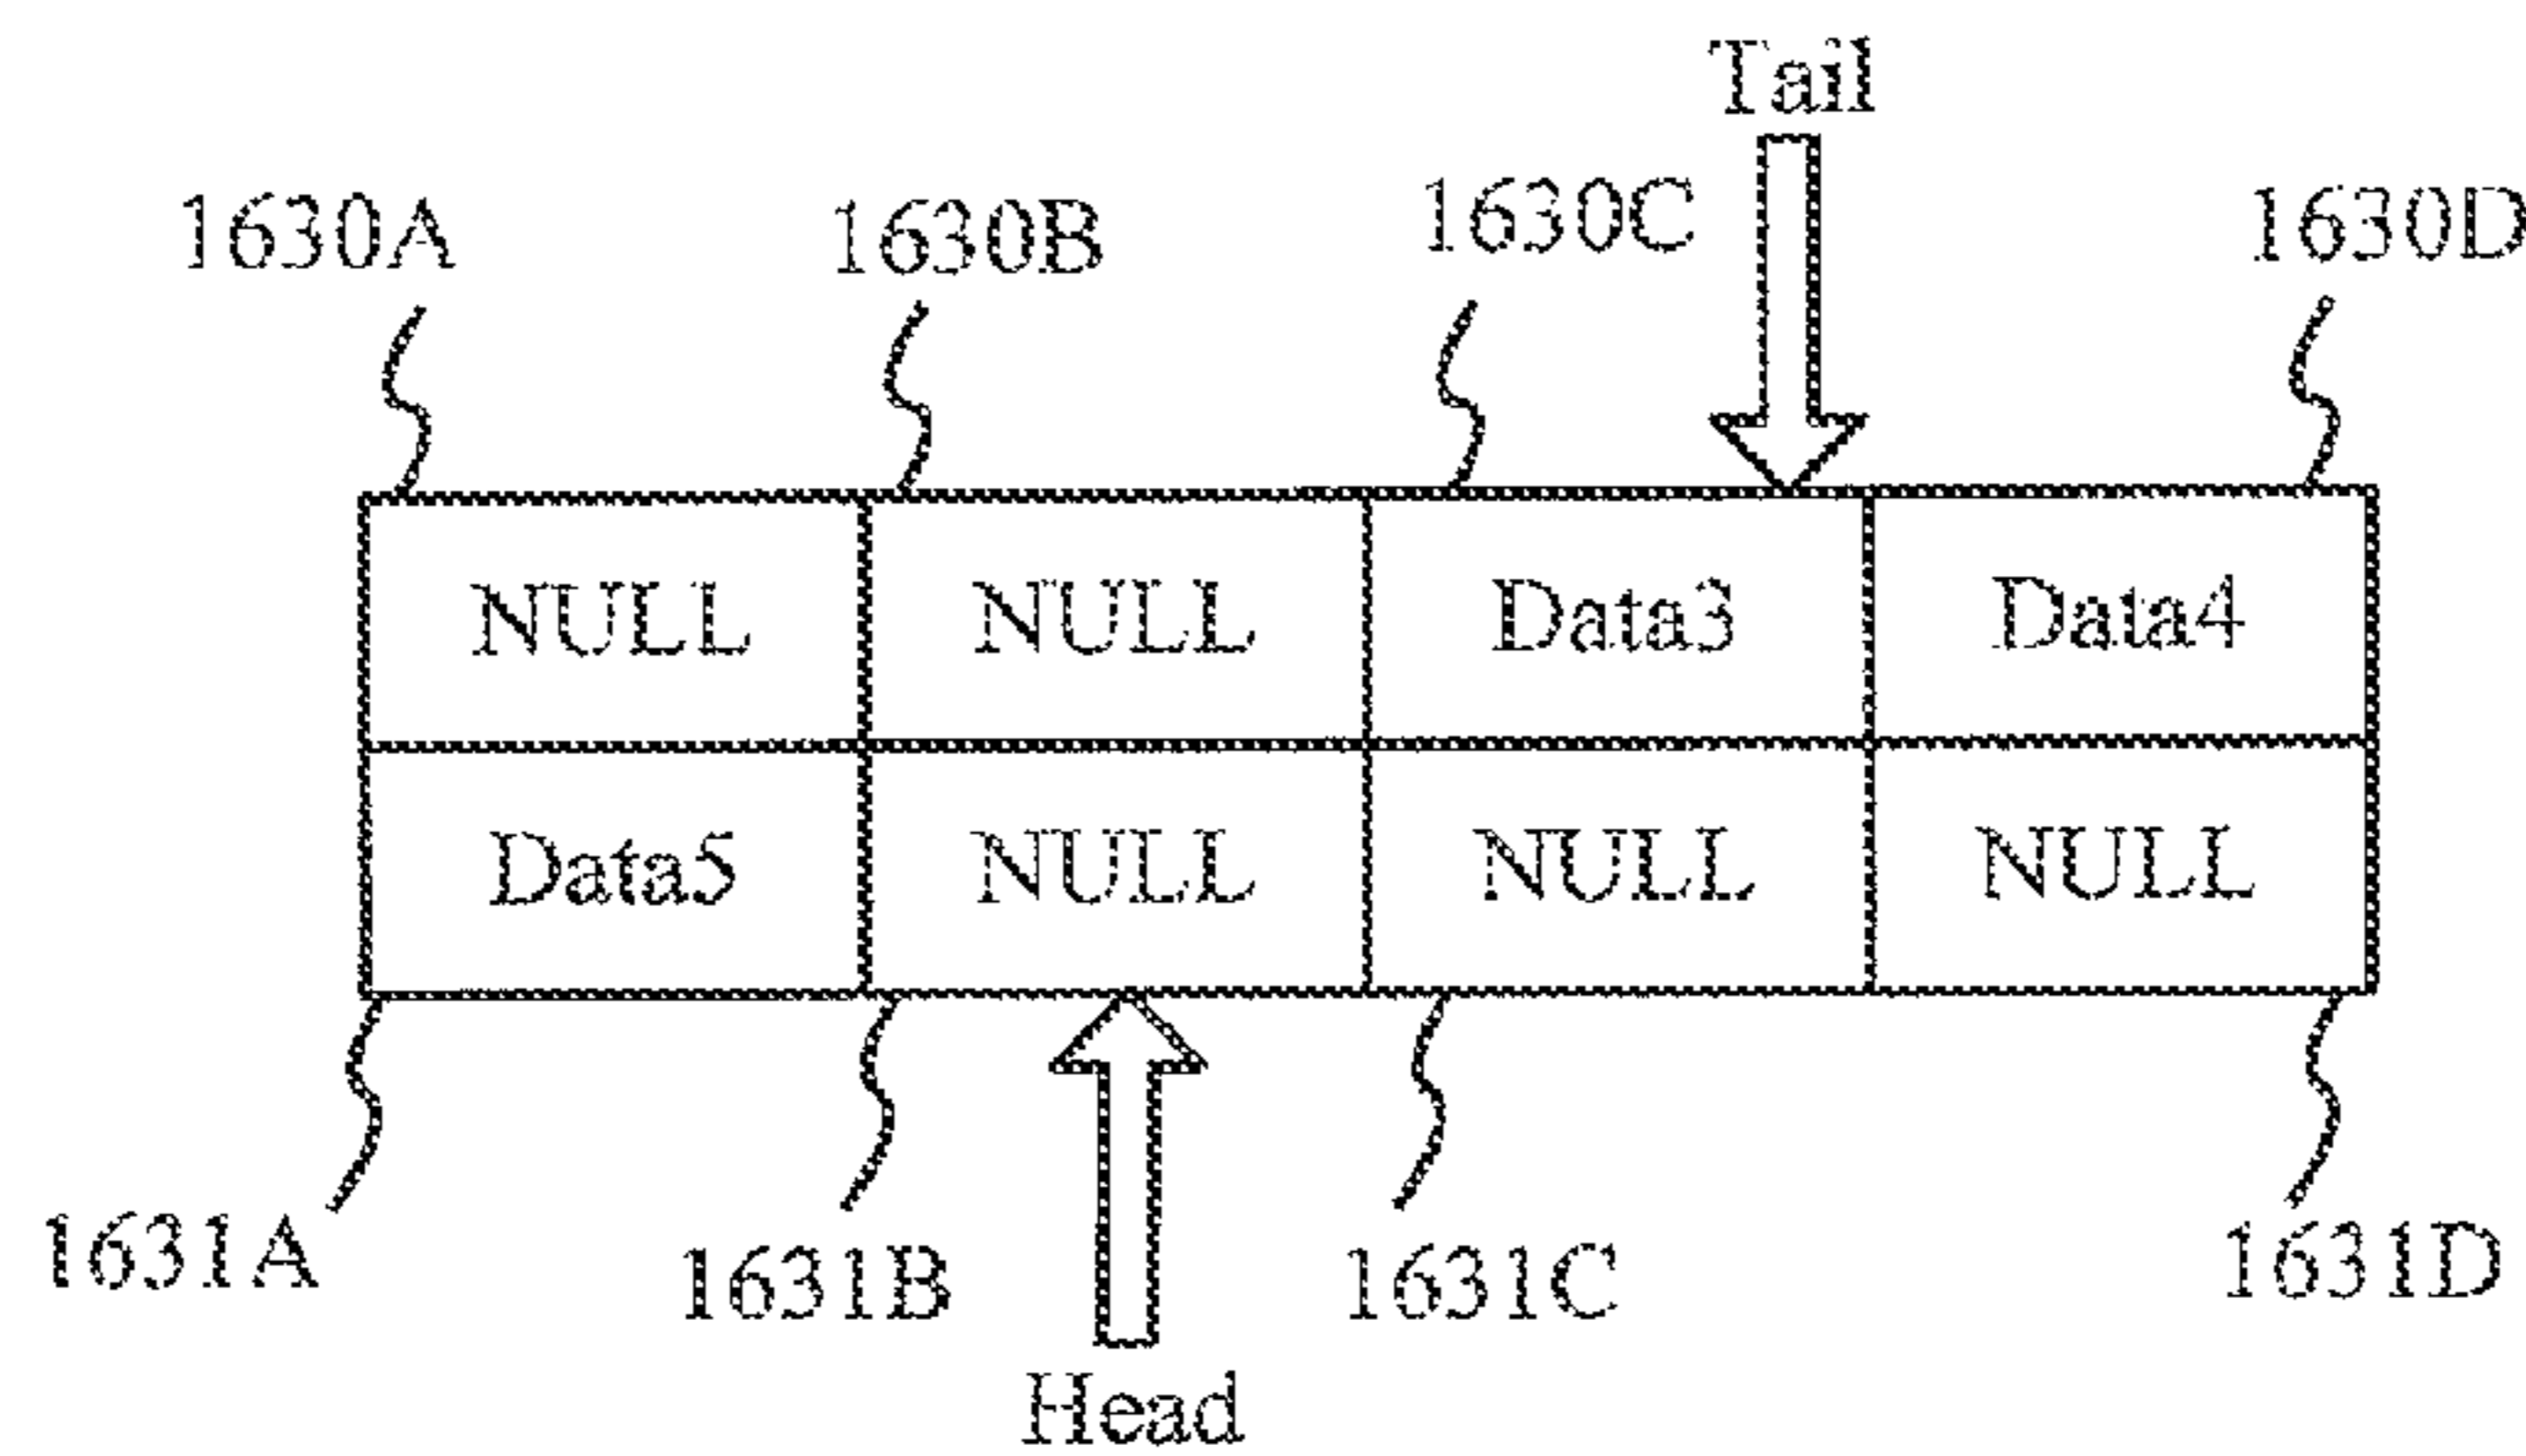 Tail
1630A 1630B 1630C 1630D
NULL NULL Data3 Data4
Data5 NULL NULL NULL
1631A 1631B 1631C 1631D
Head